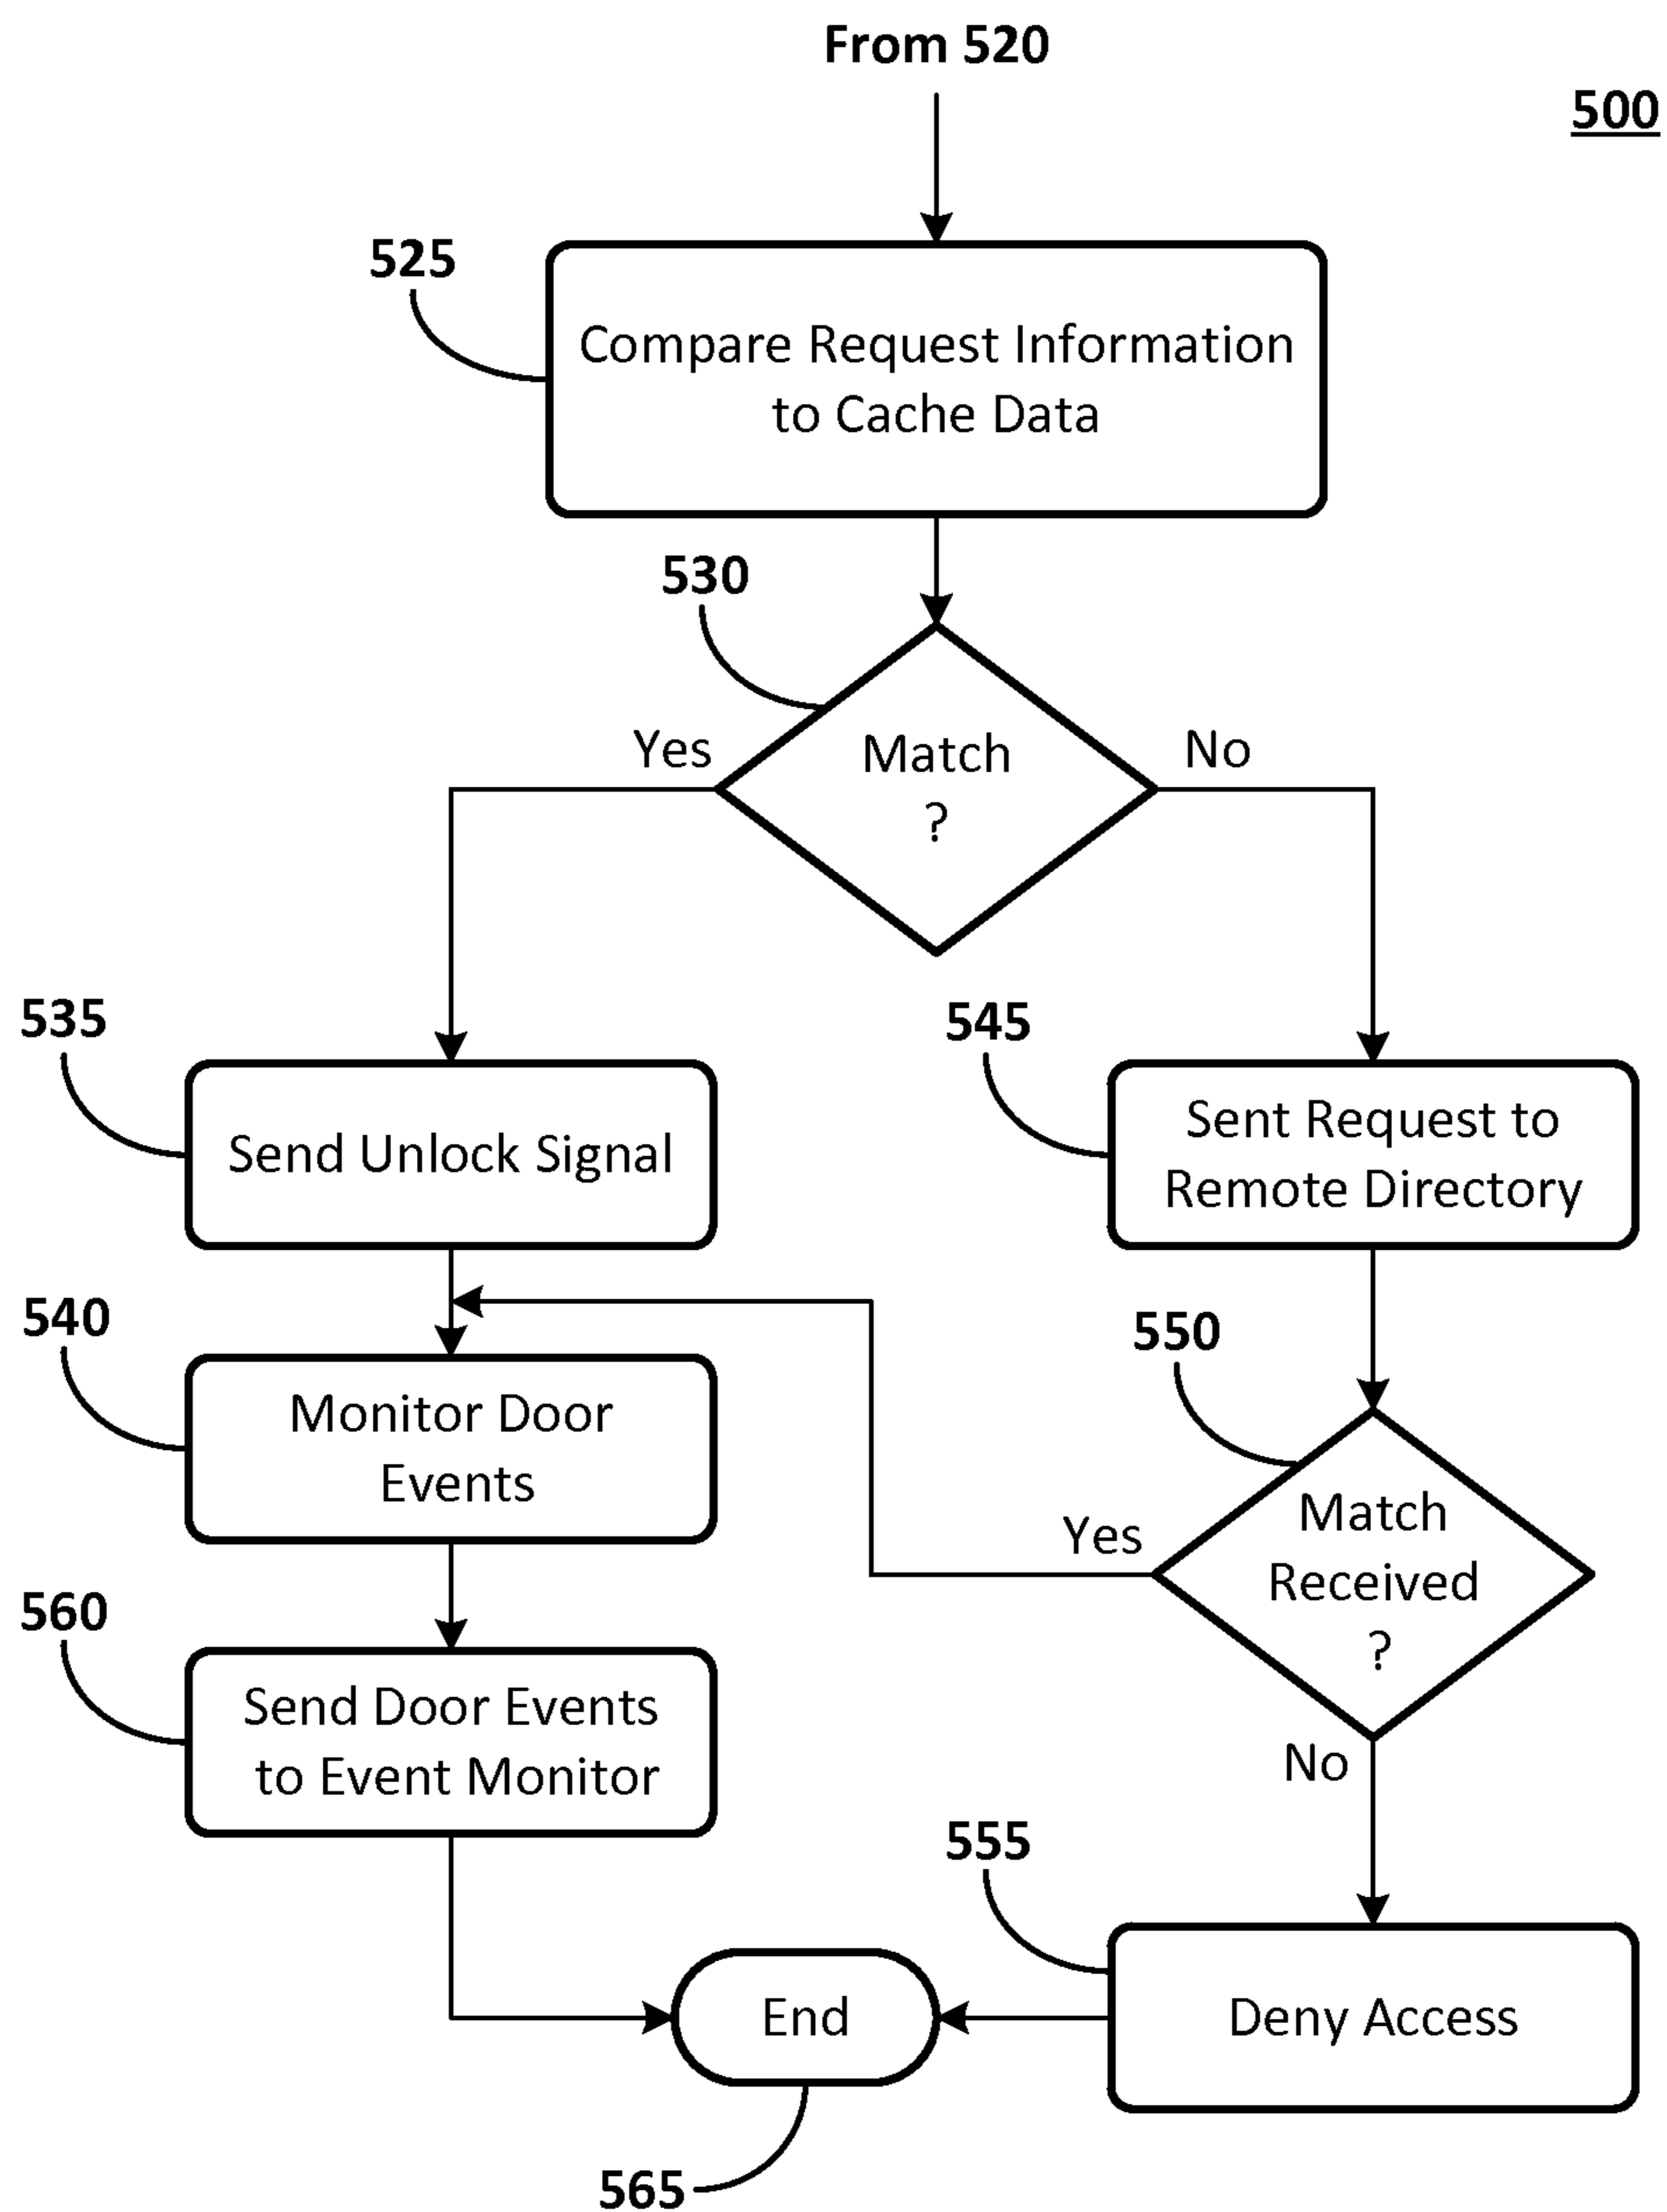 From 520
500
525
Compare Request Information
to Cache Data
530
Yes
Match
?
No
535
Send Unlock Signal
545
Sent Request to
Remote Directory
540
Monitor Door
Events
550
Yes
Match
Received
?
No
560
Send Door Events
to Event Monitor
555
Deny Access
End
565